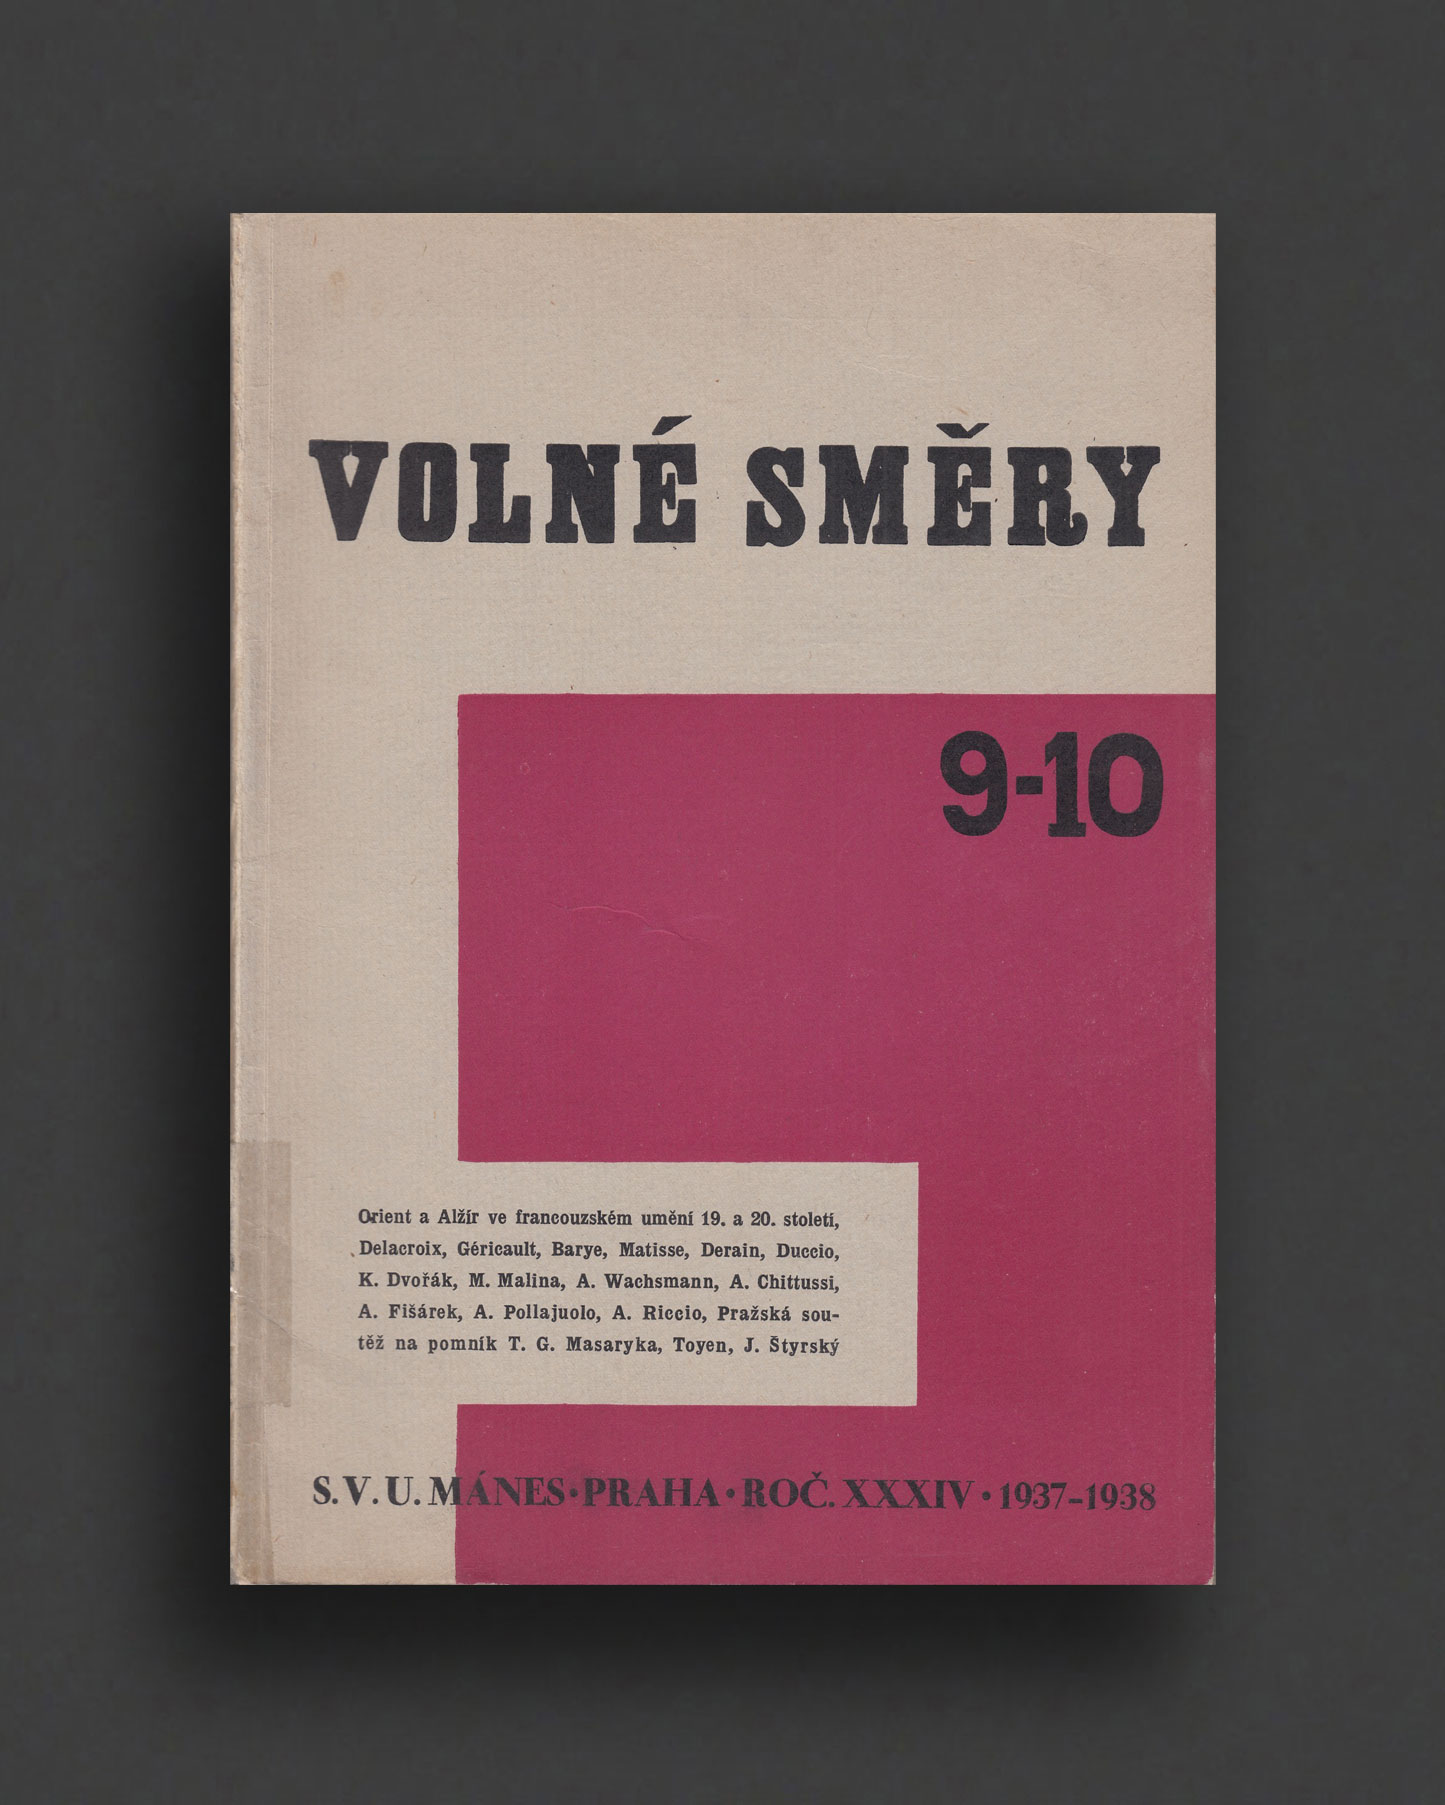 VOLNÉ SMĚRY
9-10
Orient a Alžír ve francouzském umění 19. a 20. století,
Delacroix, Géricault, Barye, Matisse, Derain, Duccio,
K. Dvořák, M. Malina, A. Wachsmann, A. Chittussi,
A. Fišárek, A. Pollajuolo, A. Riccio, Pražská sou-
těž na pomník T. G. Masaryka, Toyen, J. Štyrský
S.V.U. MÁNES·PRAHA·ROČ. XXXIV·1937-1938